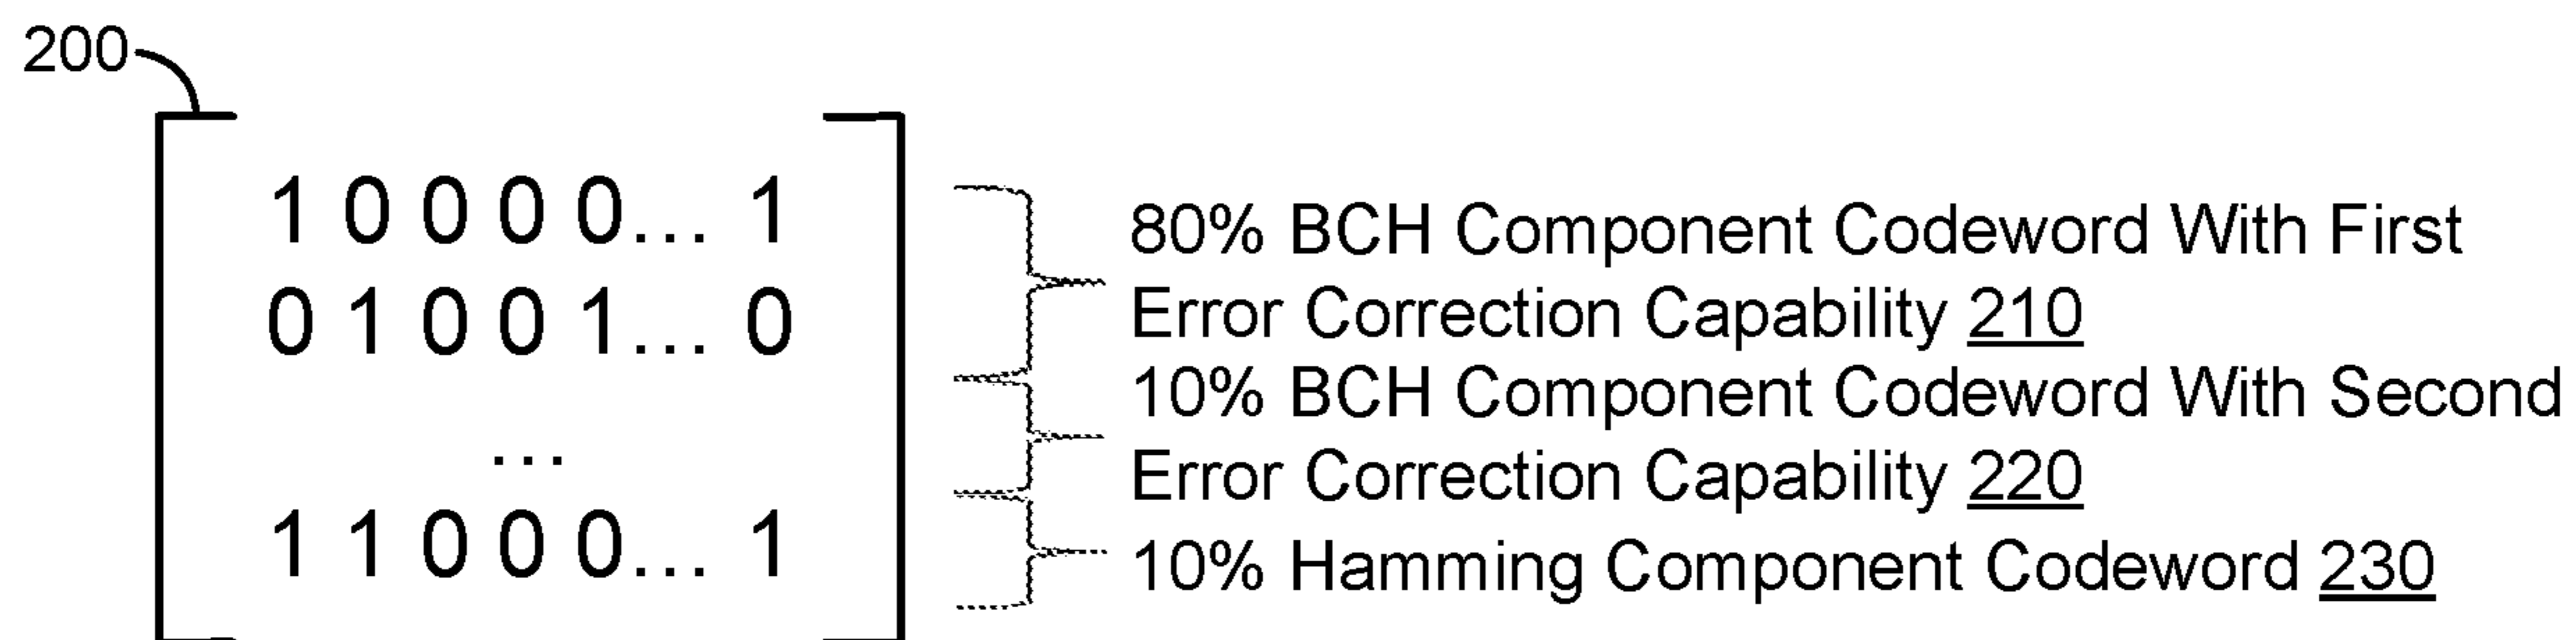 200
1 0 0 0 0... 1
0 1 0 0 1... 0
...
1 1 0 0 0... 1
80% BCH Component Codeword With First
Error Correction Capability 210
10% BCH Component Codeword With Second
Error Correction Capability 220
10% Hamming Component Codeword 230